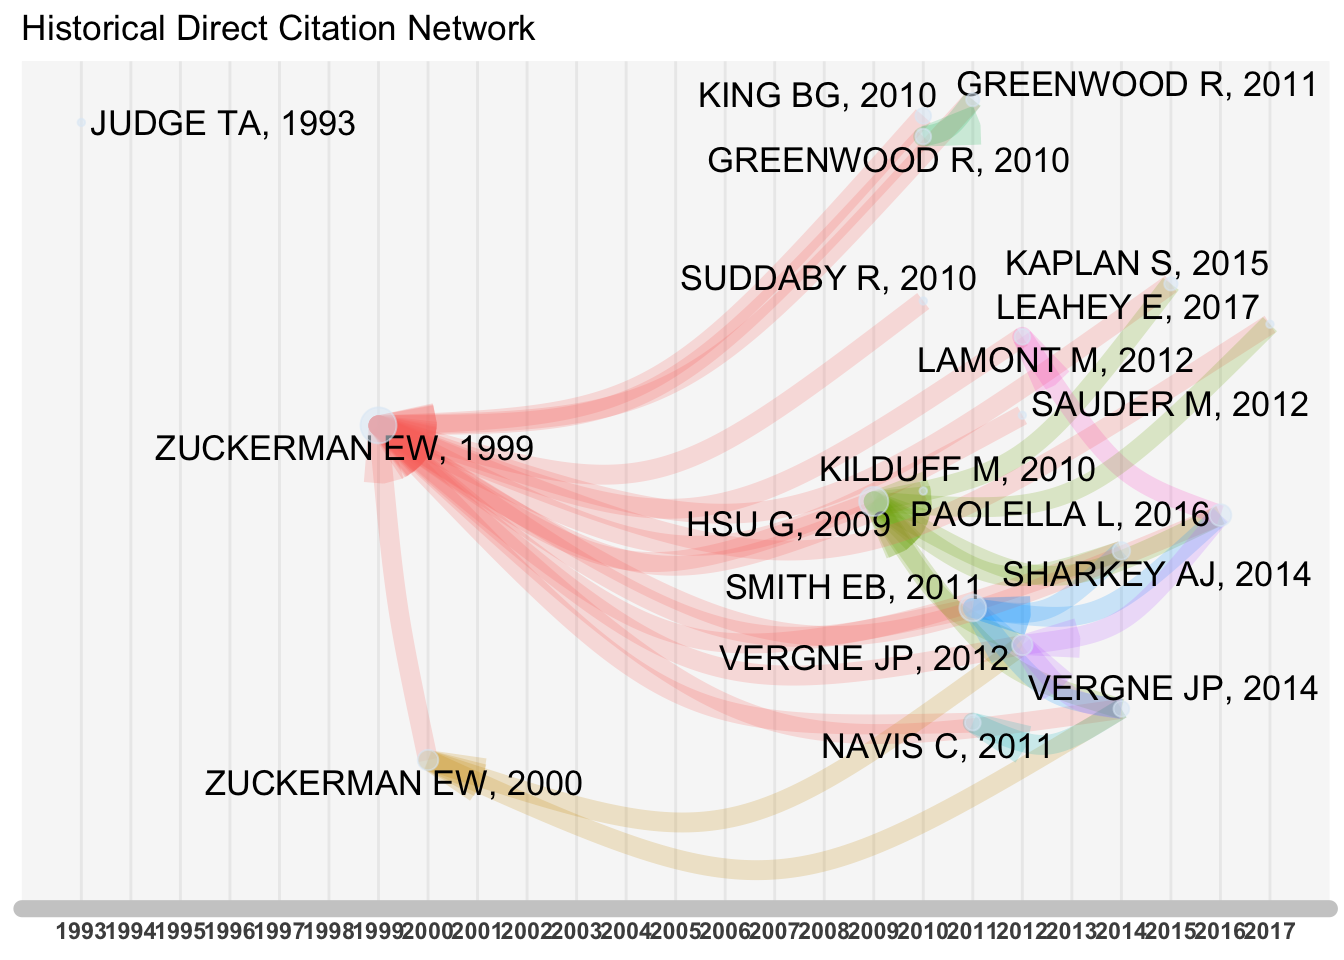 Historical Direct Citation Network
GREENWOOD R, 2011
KING BG, 2010
JUDGE TA, 1993
GREENWOOD R, 2010
KAPLAN S, 2015
SUDDABY R, 2010
LEAHEY E, 2017
LAMONT M, 2012
SAUDER M, 2012
ZUCKERMAN EW, 1999
KILDUFF M, 2010
PAOLELLA L, 2016
HSU G, 2009
SHARKEY AJ, 2014
SMITH EB, 2011
VERGNE JP, 2012
VERGNE JP, 2014
NAVIS C, 2011
ZUCKERMAN EW, 2000
1993 1994 1995 1996 1997 1998 1999 2000 2001 2002 2003 2004 2005 2006 2007 2008 2009 2010 2011 2012 2013 2014 2015 2016 2017